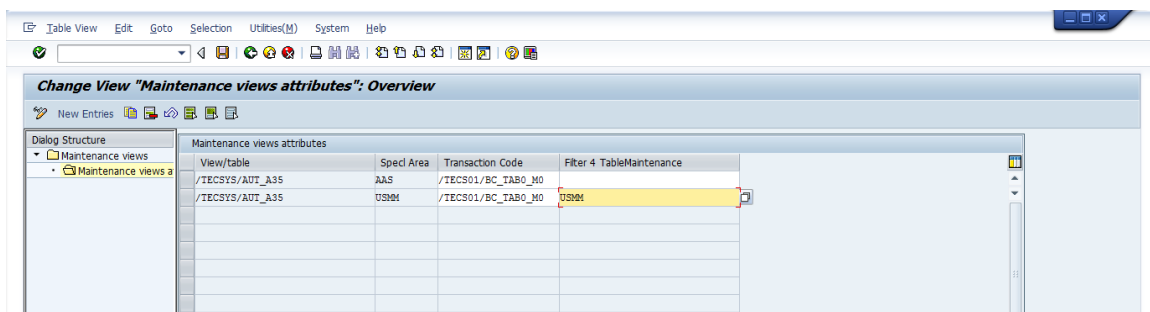 Table View Edit Goto Selection Utilities(M) System Help
Change View "Maintenance views attributes": Overview
New Entries
Dialog Structure
Maintenance views
Maintenance views a
Maintenance views attributes
View/table Specl Area Transaction Code Filter 4 TableMaintenance
/TECSYS/AUT_A35 AAS /TECS01/BC_TAB0_M0
/TECSYS/AUT_A35 USMM /TECS01/BC_TAB0_M0 USMM